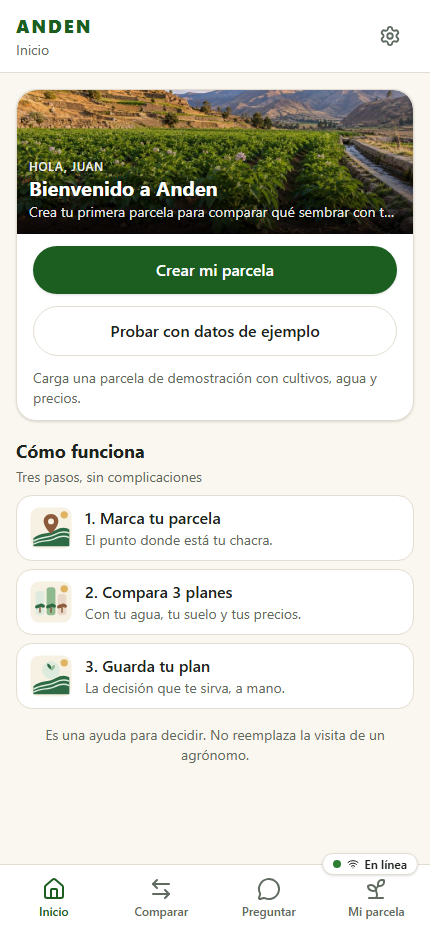 ANDEN
Inicio
HOLA, JUAN
Bienvenido a Anden
Crea tu primera parcela para comparar qué sembrar con t...
Crear mi parcela
Probar con datos de ejemplo
Carga una parcela de demostración con cultivos, agua y
precios.
Cómo funciona
Tres pasos, sin complicaciones
1. Marca tu parcela
El punto donde está tu chacra.
2. Compara 3 planes
Con tu agua, tu suelo y tus precios.
3. Guarda tu plan
La decisión que te sirva, a mano.
Es una ayuda para decidir. No reemplaza la visita de un
agrónomo.
En línea
Inicio
Comparar
Preguntar
Mi parcela